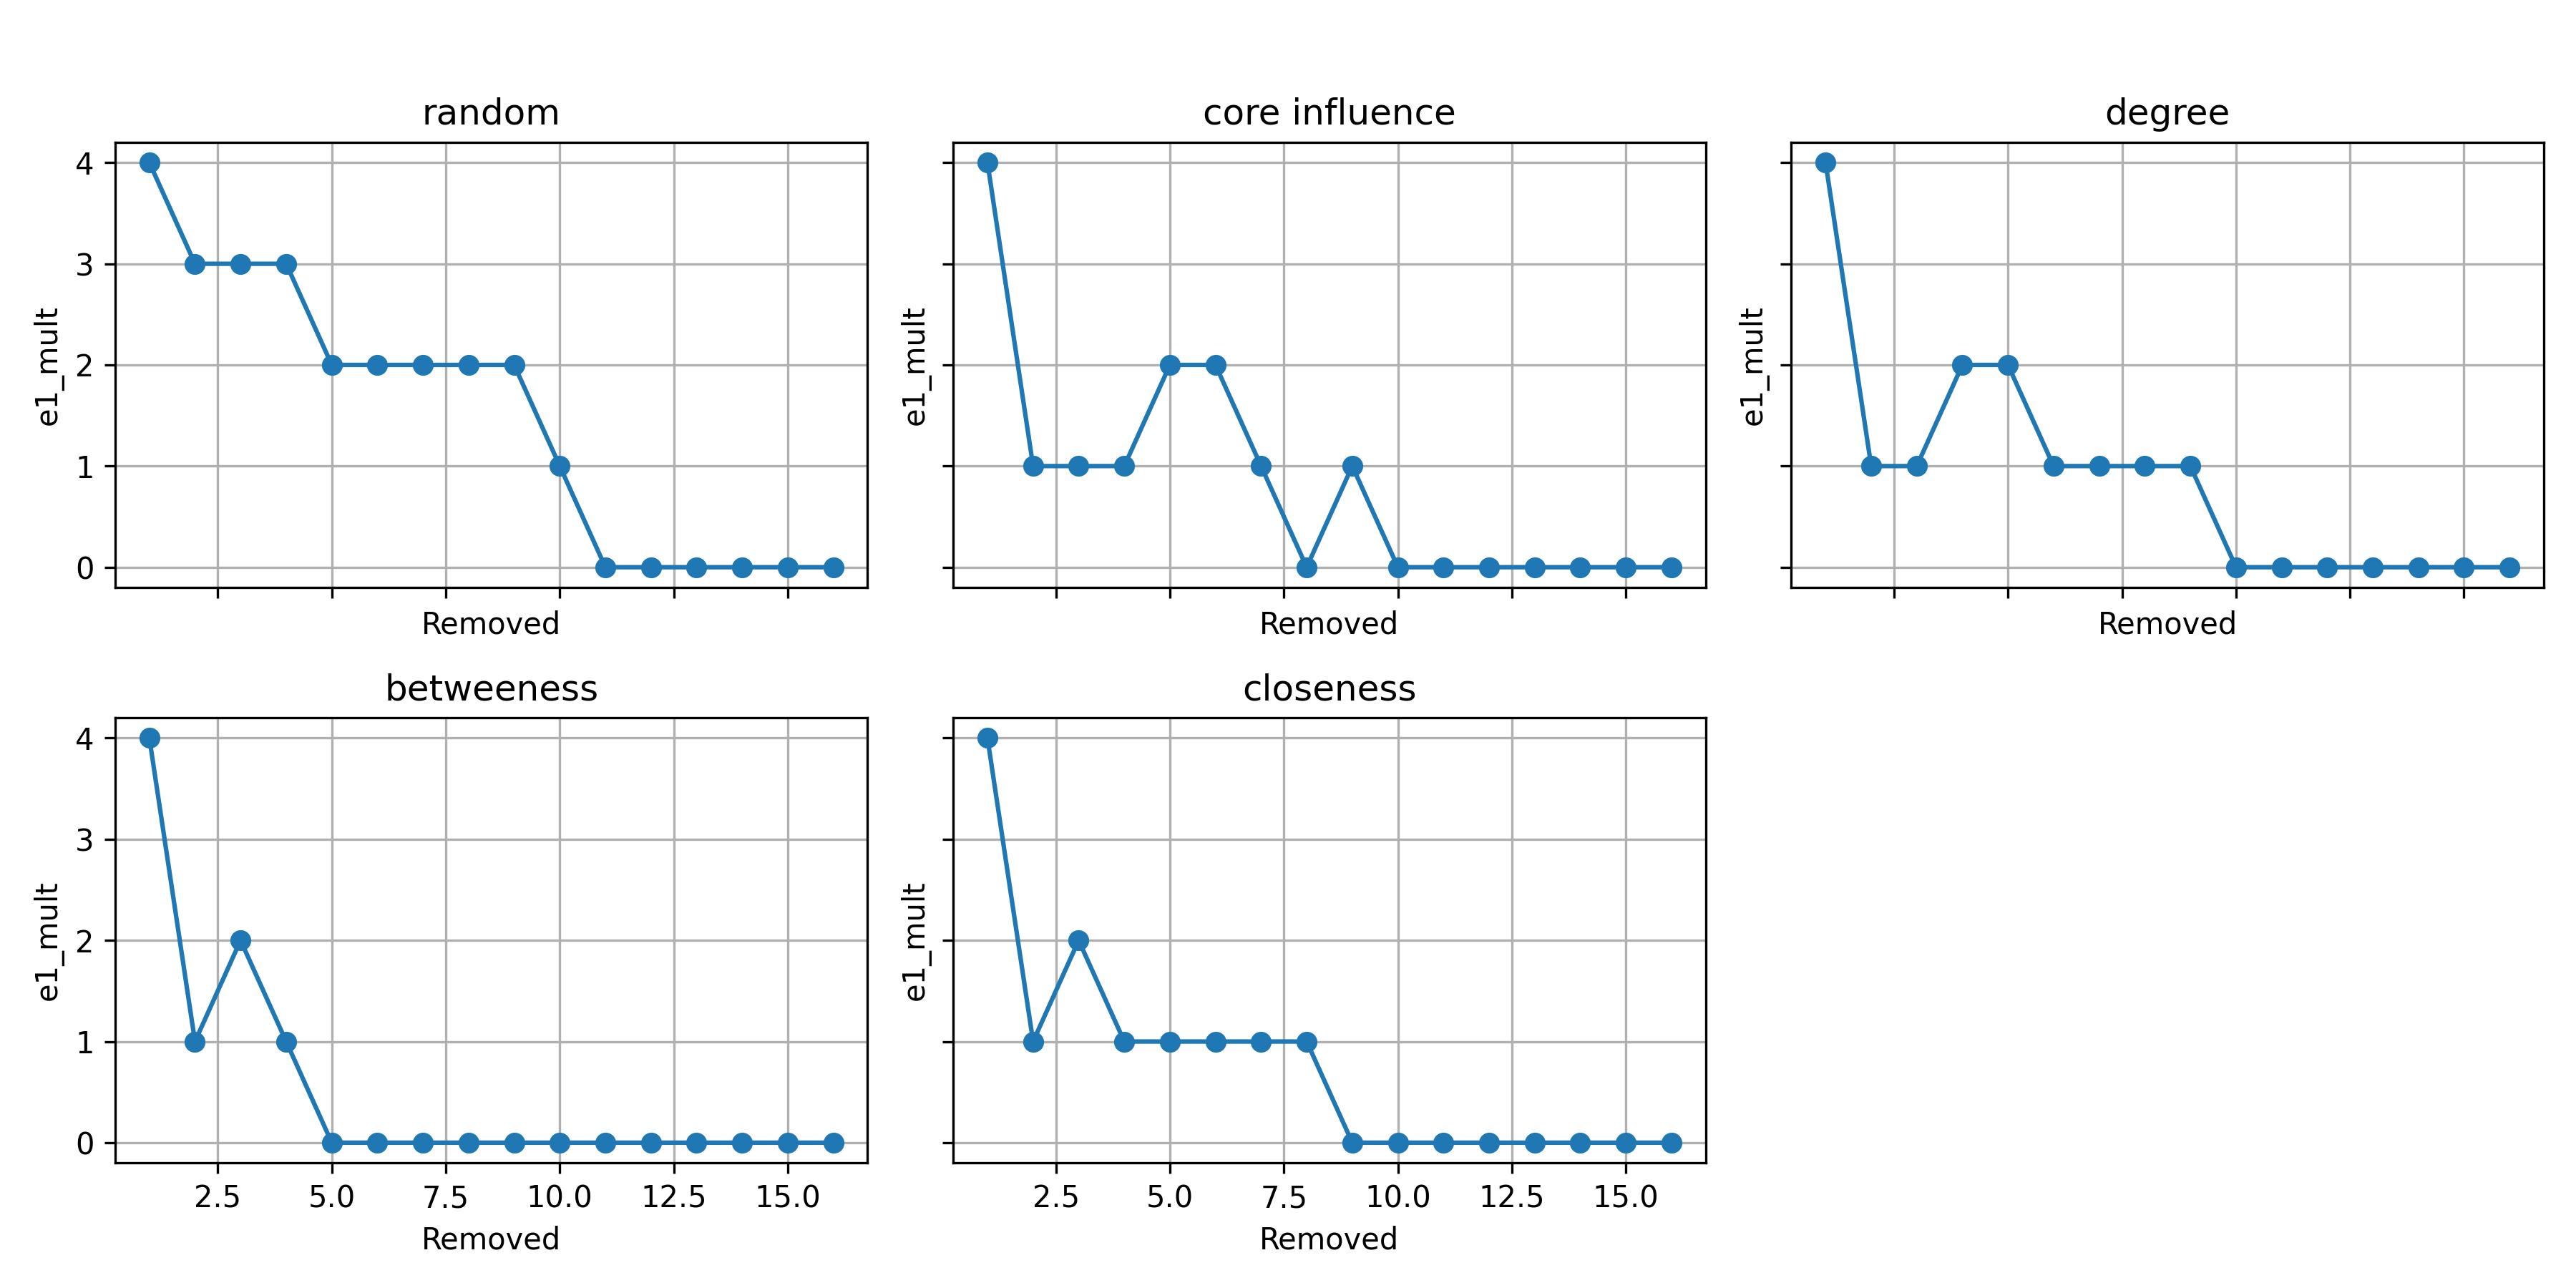 random
core influence
degree
4
3
2
1
0
e1_mult
e1_mult
e1_mult
Removed
Removed
Removed
betweeness
closeness
4
3
2
1
0
e1_mult
e1_mult
2.5 5.0 7.5 10.0 12.5 15.0
2.5 5.0 7.5 10.0 12.5 15.0
Removed
Removed